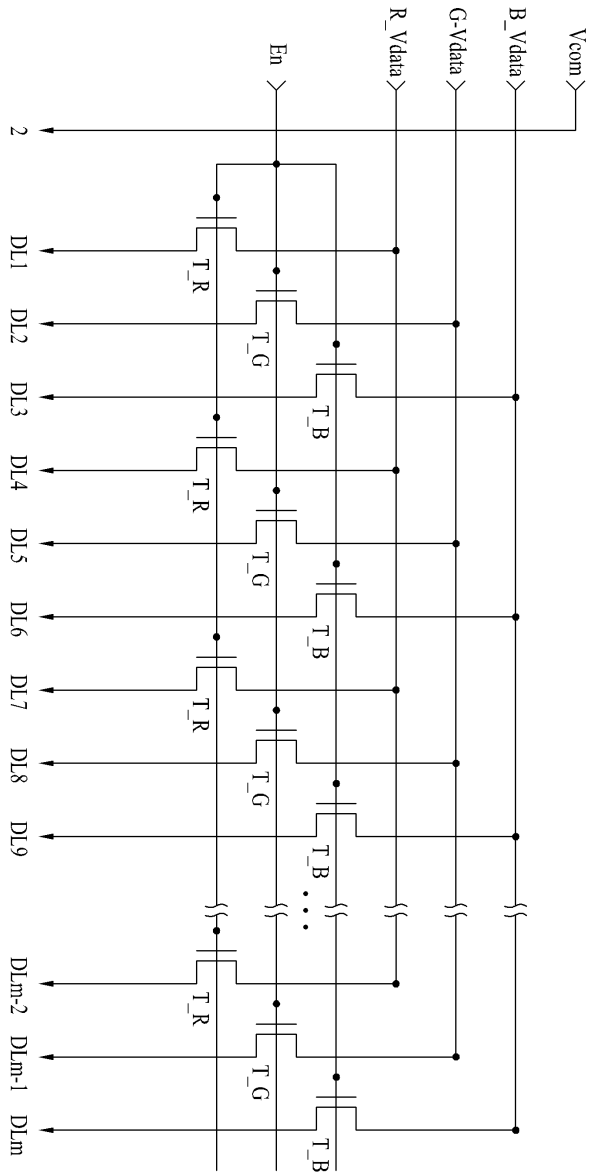 Vcom
B_Vdata
G-Vdata
R_Vdata
En
T_R
T_G
T_B
T_R
T_G
T_B
T_R
T_G
T_B
T_R
T_G
T_B
2
DL1
DL2
DL3
DL4
DL5
DL6
DL7
DL8
DL9
DLm-2
DLm-1
DLm